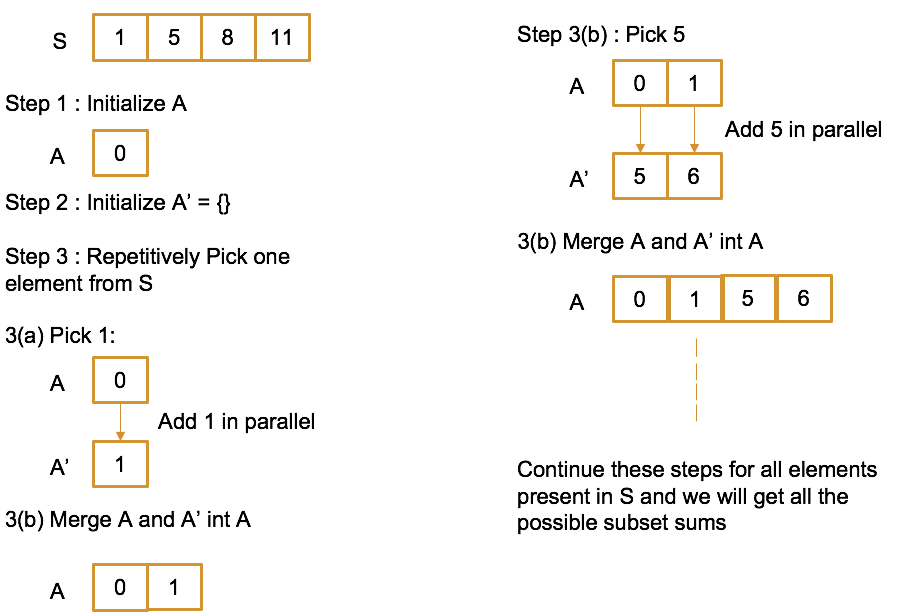 S 1 5 8 11
Step 1 : Initialize A
A 0
Step 2 : Initialize A’ = {}
Step 3 : Repetitively Pick one
element from S
3(a) Pick 1:
A 0
Add 1 in parallel
A’ 1
3(b) Merge A and A’ int A
A 0 1
Step 3(b) : Pick 5
A 0 1
Add 5 in parallel
A’ 5 6
3(b) Merge A and A’ int A
A 0 1 5 6
Continue these steps for all elements
present in S and we will get all the
possible subset sums